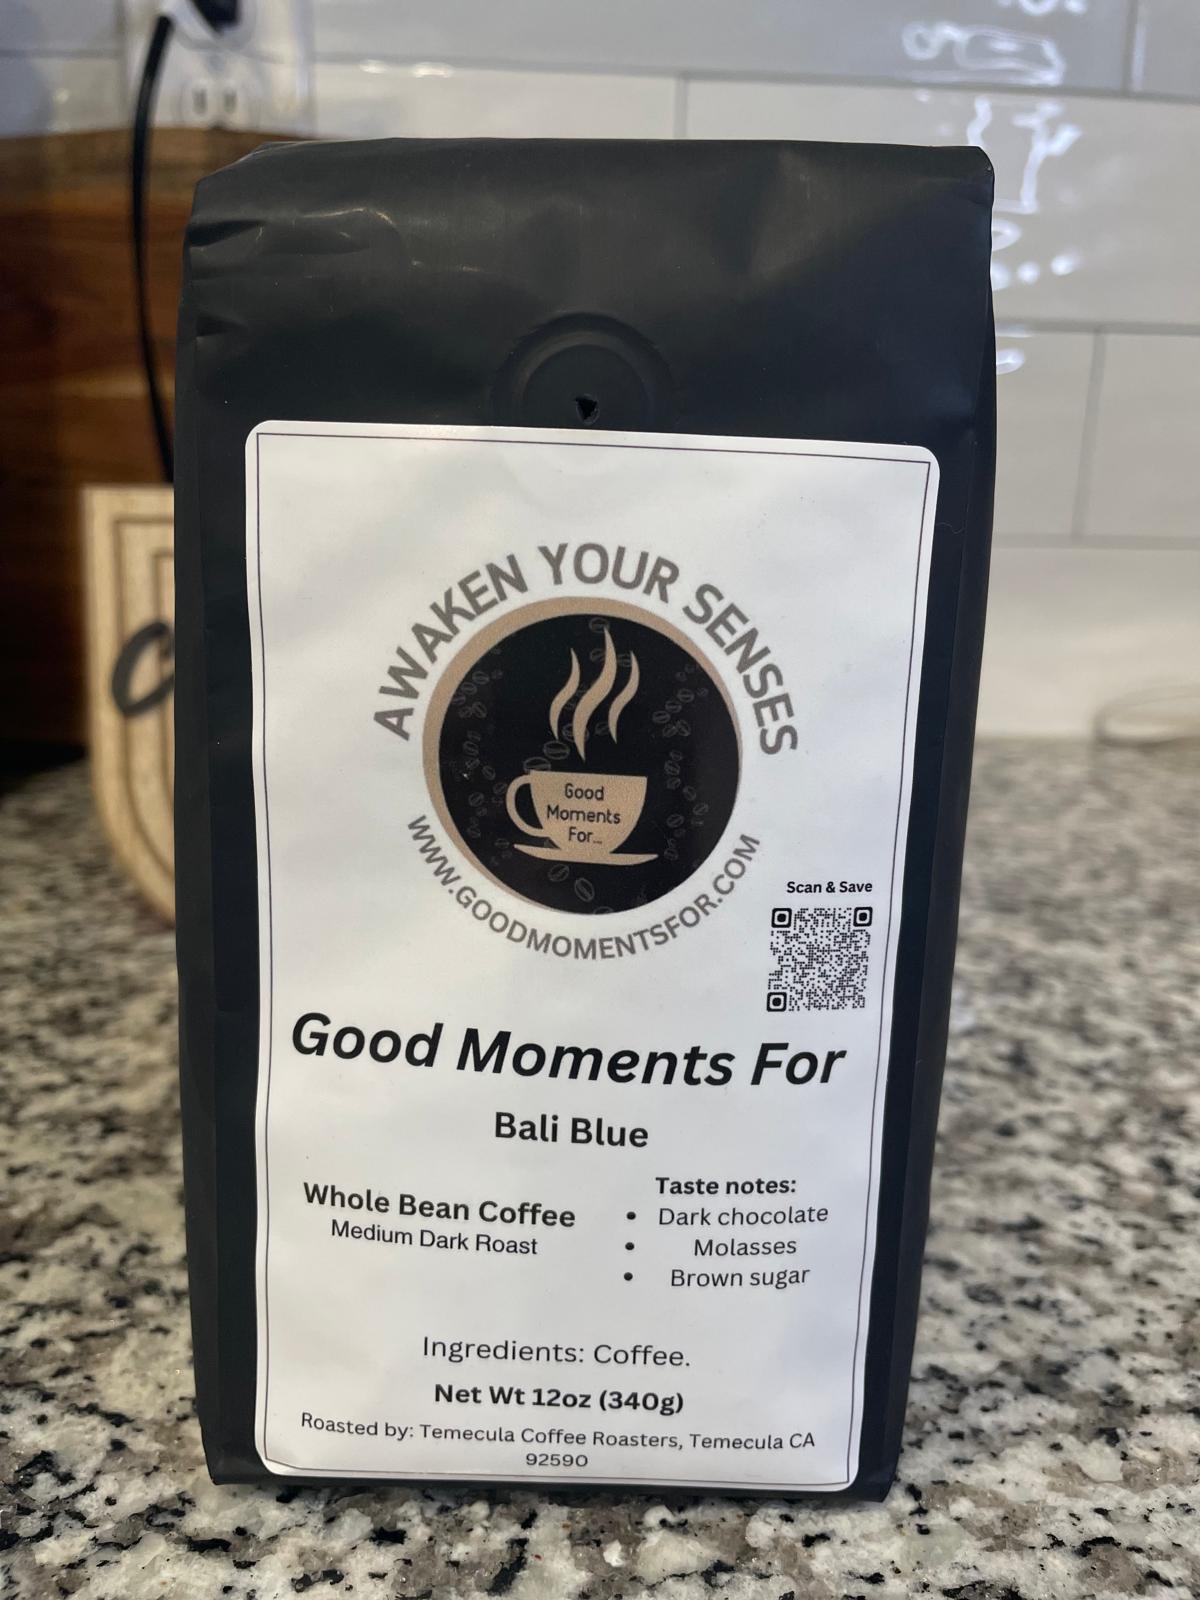 AWAKEN YOUR SENSES
Good
Moments
For...
WWW.GOODMOMENTSFOR.COM
Scan & Save
Good Moments For
Bali Blue
Whole Bean Coffee
Medium Dark Roast
Taste notes:
• Dark chocolate
• Molasses
• Brown sugar
Ingredients: Coffee.
Net Wt 12oz (340g)
Roasted by: Temecula Coffee Roasters, Temecula CA
92590